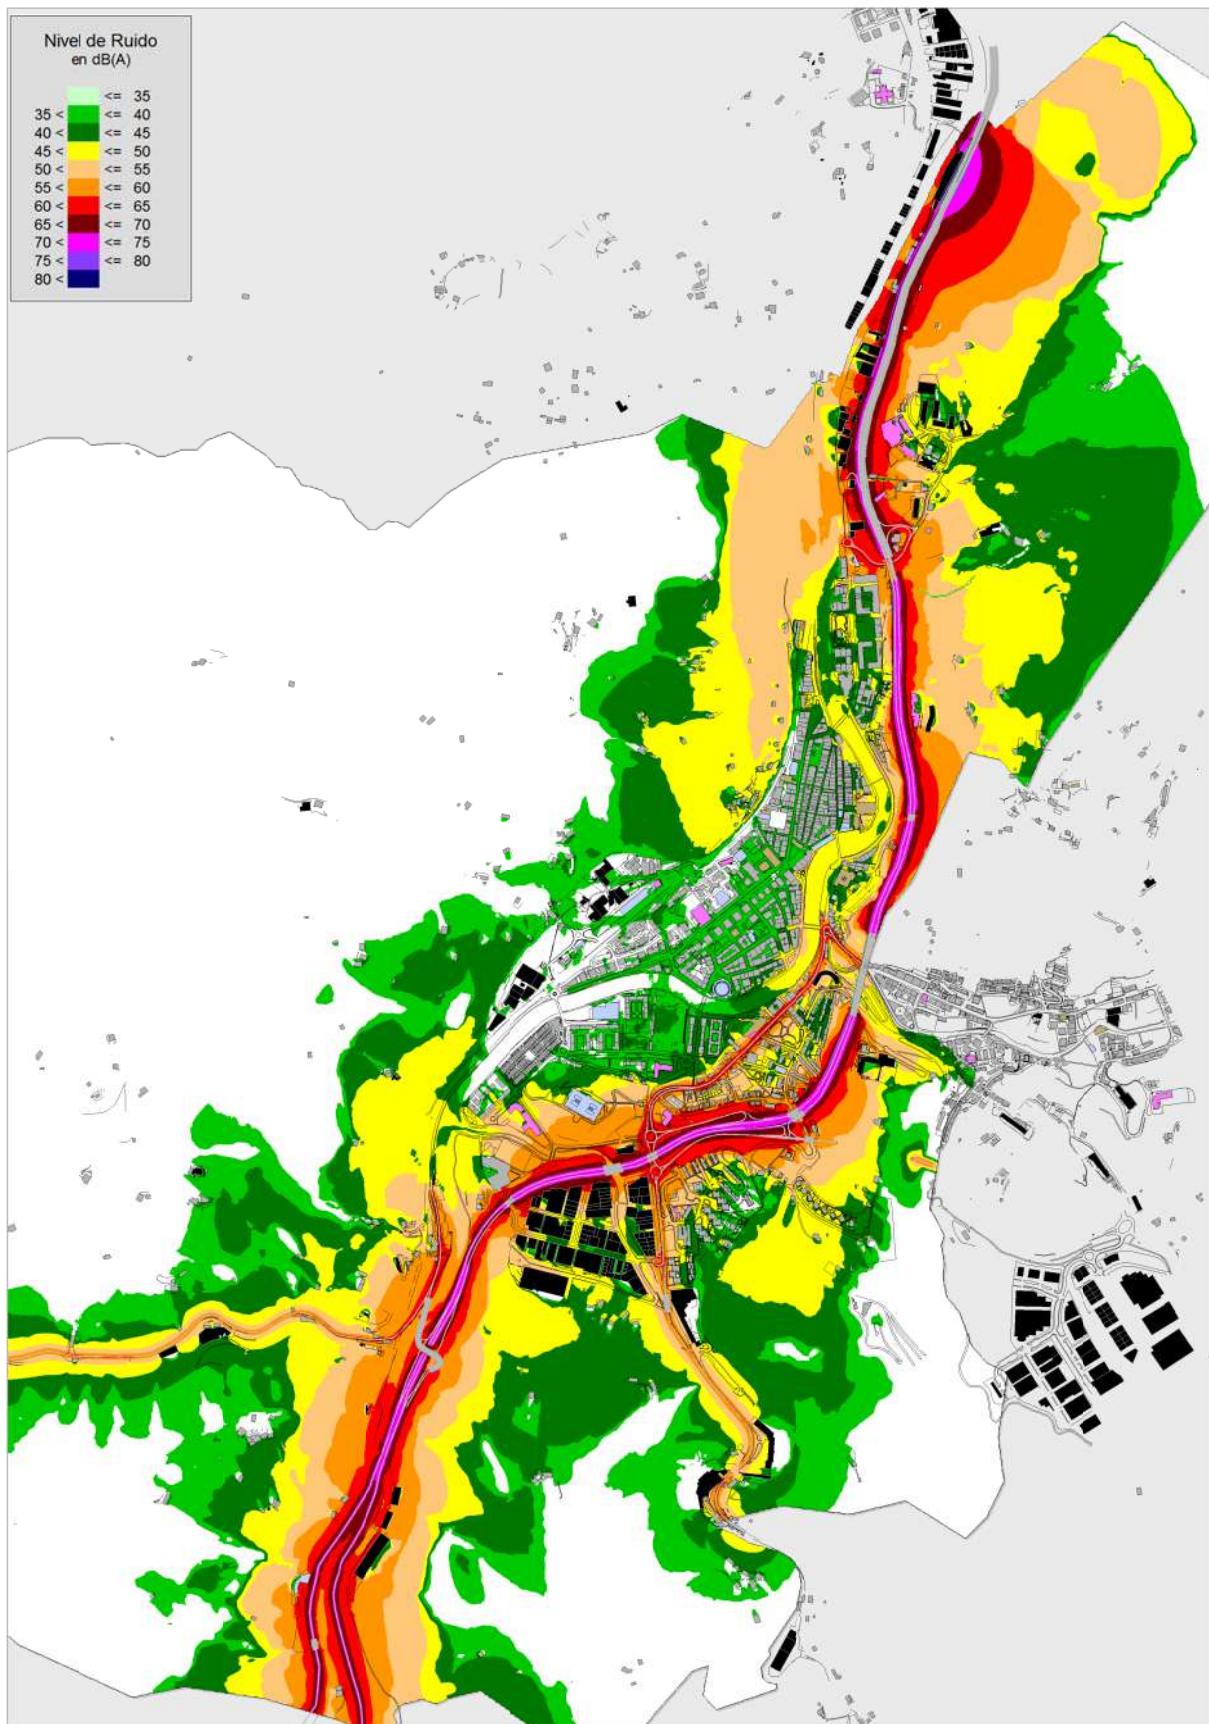 Nivel de Ruido
en dB(A)
<= 35
35 < <= 40
40 < <= 45
45 < <= 50
50 < <= 55
55 < <= 60
60 < <= 65
65 < <= 70
70 < <= 75
75 < <= 80
80 <